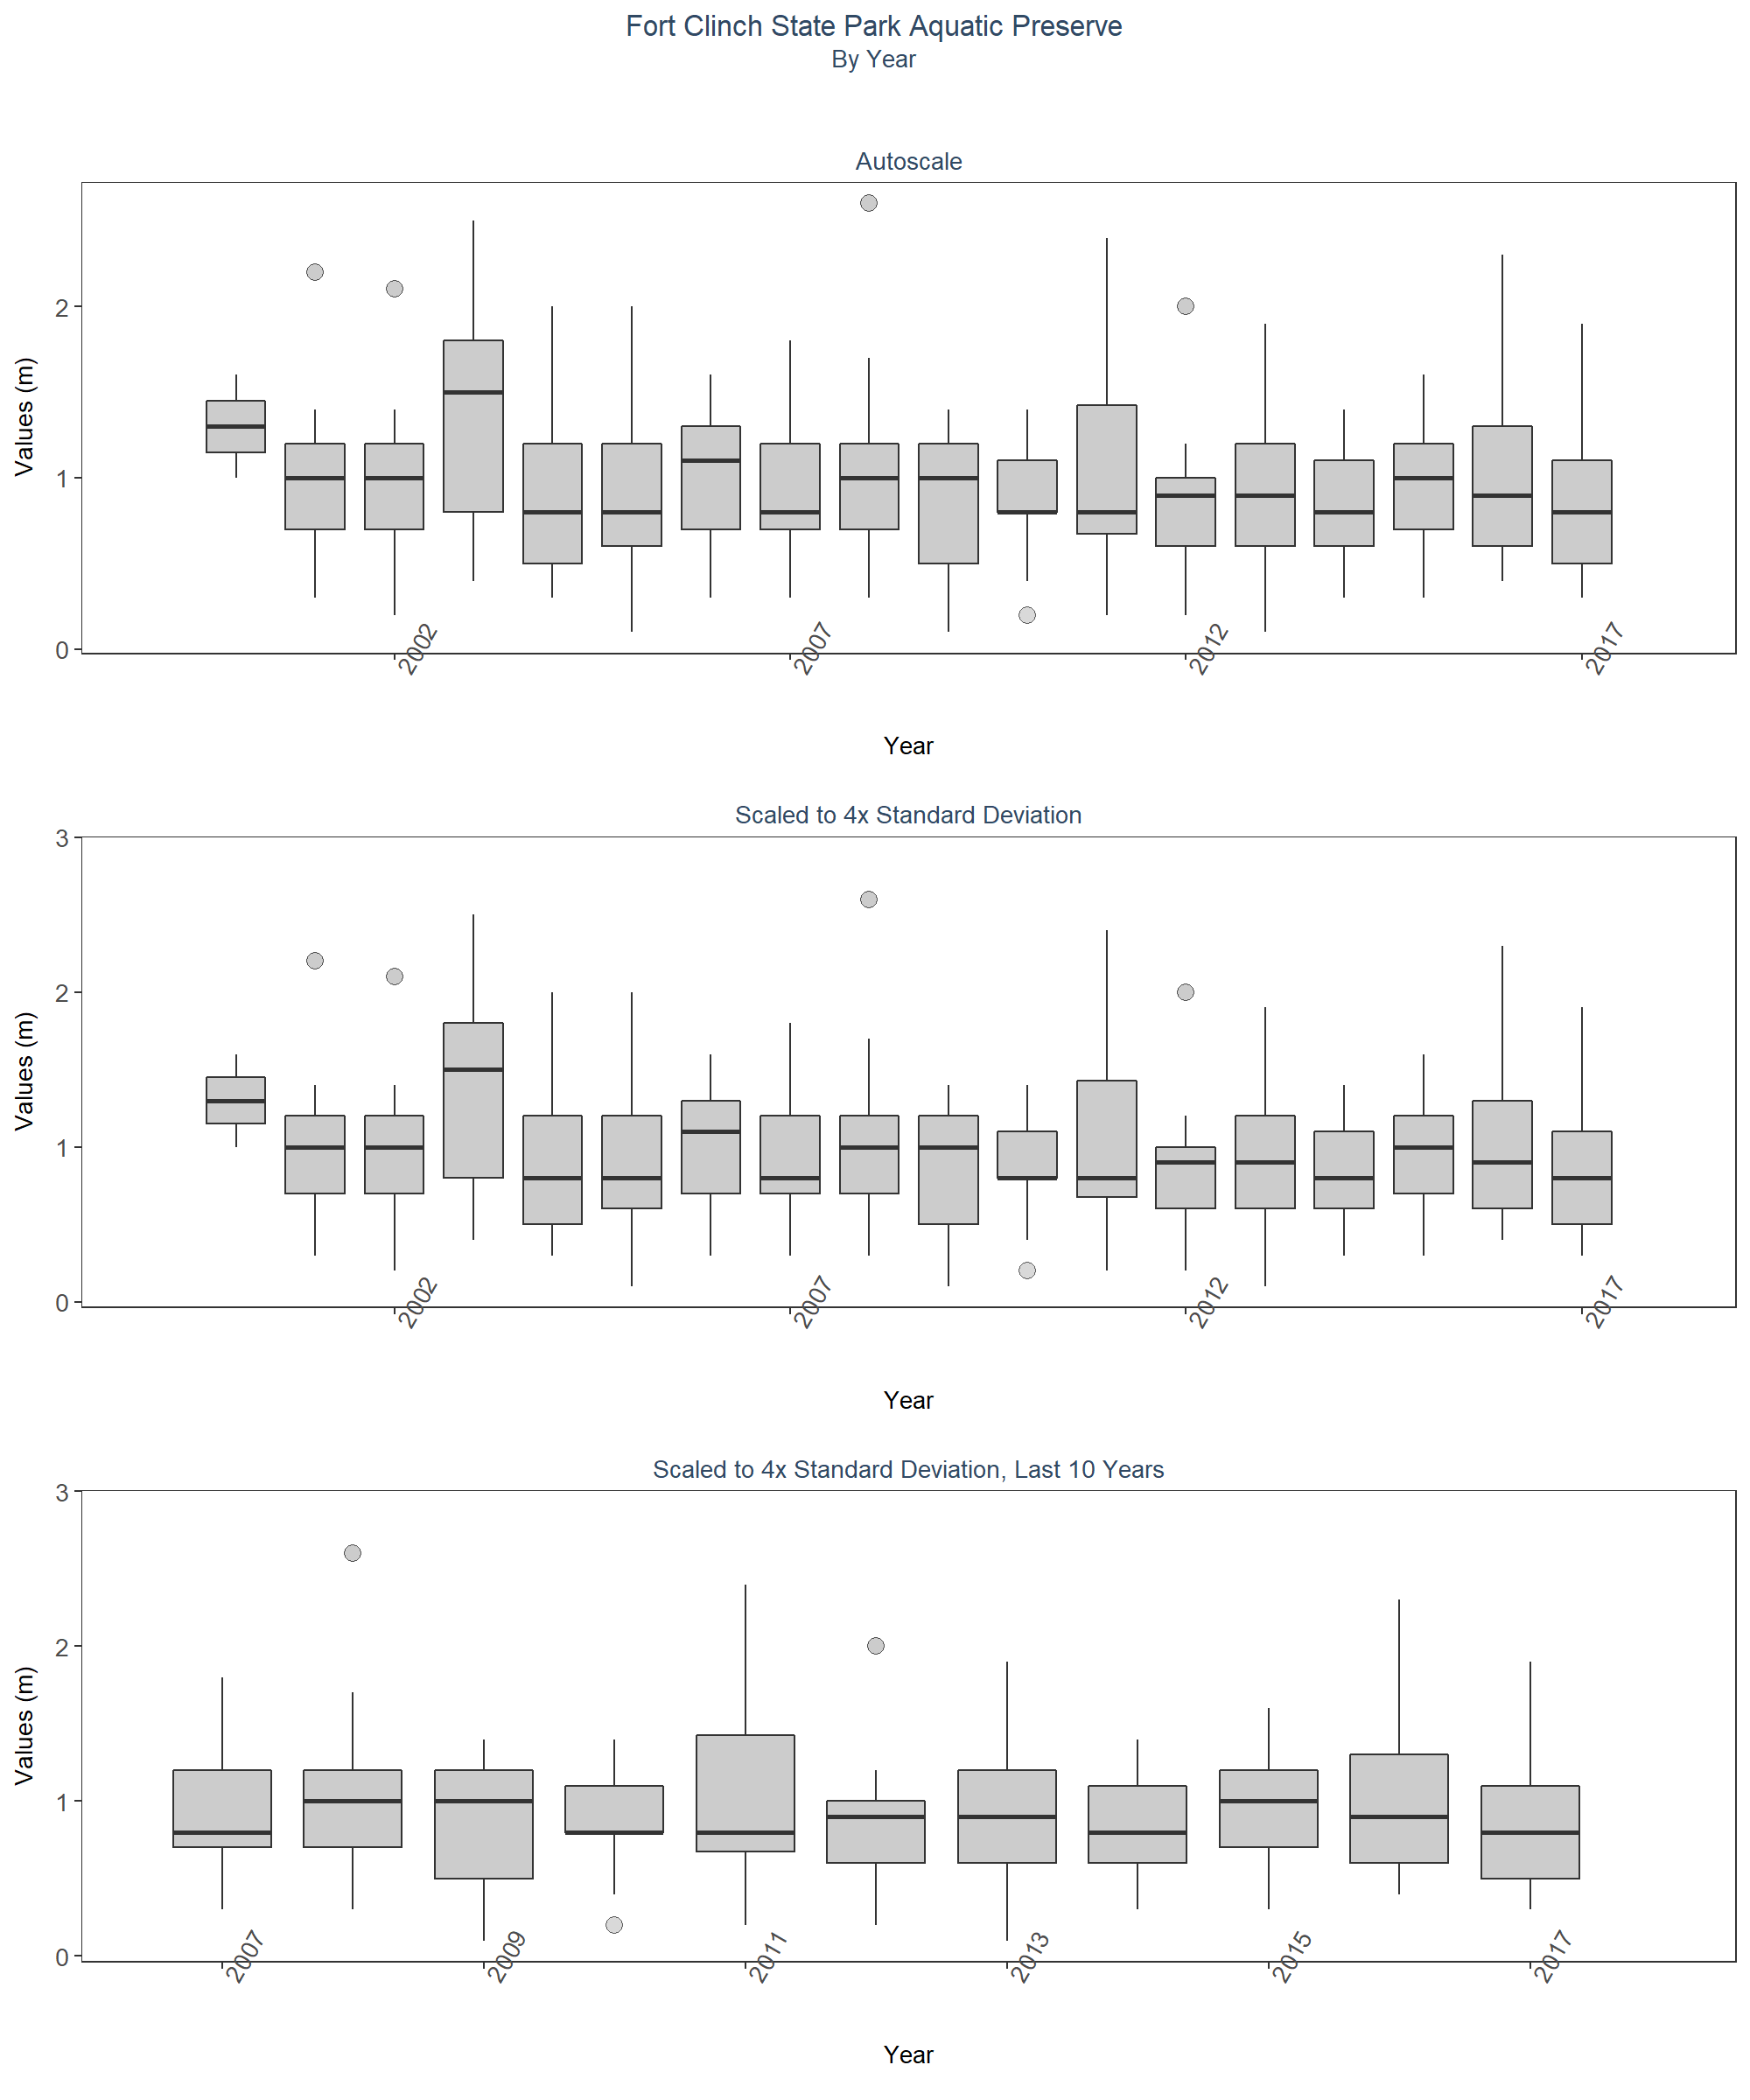 Fort Clinch State Park Aquatic Preserve
By Year
Autoscale
Values (m)
2
1
0
2002
2007
2012
2017
Year
Scaled to 4x Standard Deviation
Values (m)
3
2
1
0
2002
2007
2012
2017
Year
Scaled to 4x Standard Deviation, Last 10 Years
Values (m)
3
2
1
0
2007
2009
2011
2013
2015
2017
Year